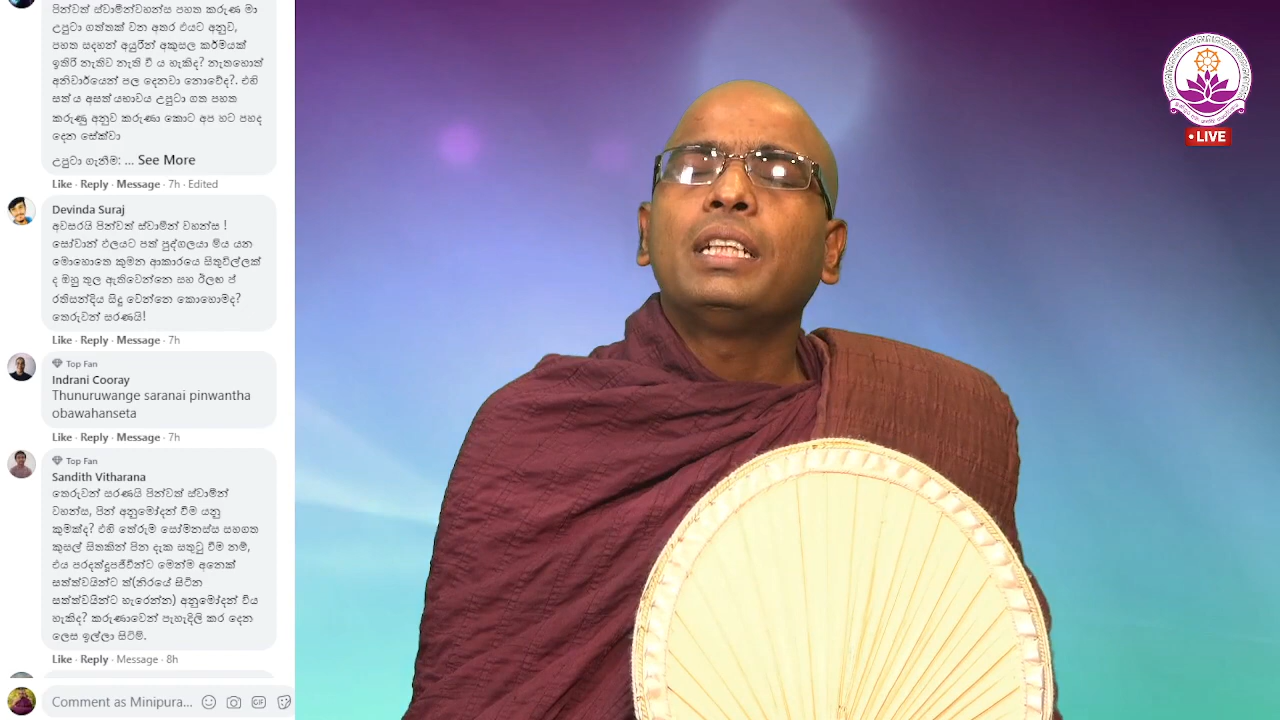 පින්වත් ස්වාමීන්වහන්ස පහත කරුණ මා
උපුටා ගත්තක් වන අතර එයට අනුව,
පහත සදහන් අයුරින් අකුසල කර්මයක්
ඉතිරි නැතිව නැති වි ය හැකිද? නැතහොත්
අනිවාර්යෙන් පල දෙනවා නොවේද?. එහි
සත් ය අසත් යභාවය උපුටා ගත පහත
කරුණු අනුව කරුණා කොට අප හට පහද
දෙන සේක්වා
උපුටා ගැනීම: ... See More
Like · Reply · Message · 7h · Edited
Devinda Suraj
අවසරයි පින්වත් ස්වාමීන් වහන්ස !
සෝවාන් ඵලයට පත් පුද්ගලයා මිය යන
මොහොතෙ කුමන ආකාරයෙ සිතුවිල්ලක්
ද ඔහු තුල ඇතිවෙන්නෙ සහ ඊලඟ ප්
රතිසන්දිය සිදු වෙන්නෙ කොහොමද?
තෙරුවන් සරණයි!
Like · Reply · Message · 7h
Top Fan
Indrani Cooray
Thunuruwange saranai pinwantha
obawahanseta
Like · Reply · Message · 7h
Top Fan
Sandith Vitharana
තෙරුවන් සරණයි පින්වත් ස්වාමීන්
වහන්ස, පින් අනුමෝදන් වීම යනු
කුමක්ද? එහි තේරුම සෝමනස්ස සහගත
කුසල් සිතකින් පින දැක සතුටු වීම නම්,
එය පරදත්දූපජීවීන්ට මෙන්ම අනෙක්
සත්ත්වයින්ට ත්(නිරයේ සිටින
සත්ත්වයින්ට හැරෙන්න) අනුමෝදන් විය
හැකිද? කරුණාවෙන් පැහැදිලි කර දෙන
ලෙස ඉල්ලා සිටිමි.
Like · Reply · Message · 8h
Comment as Minipura...
GIF
• LIVE